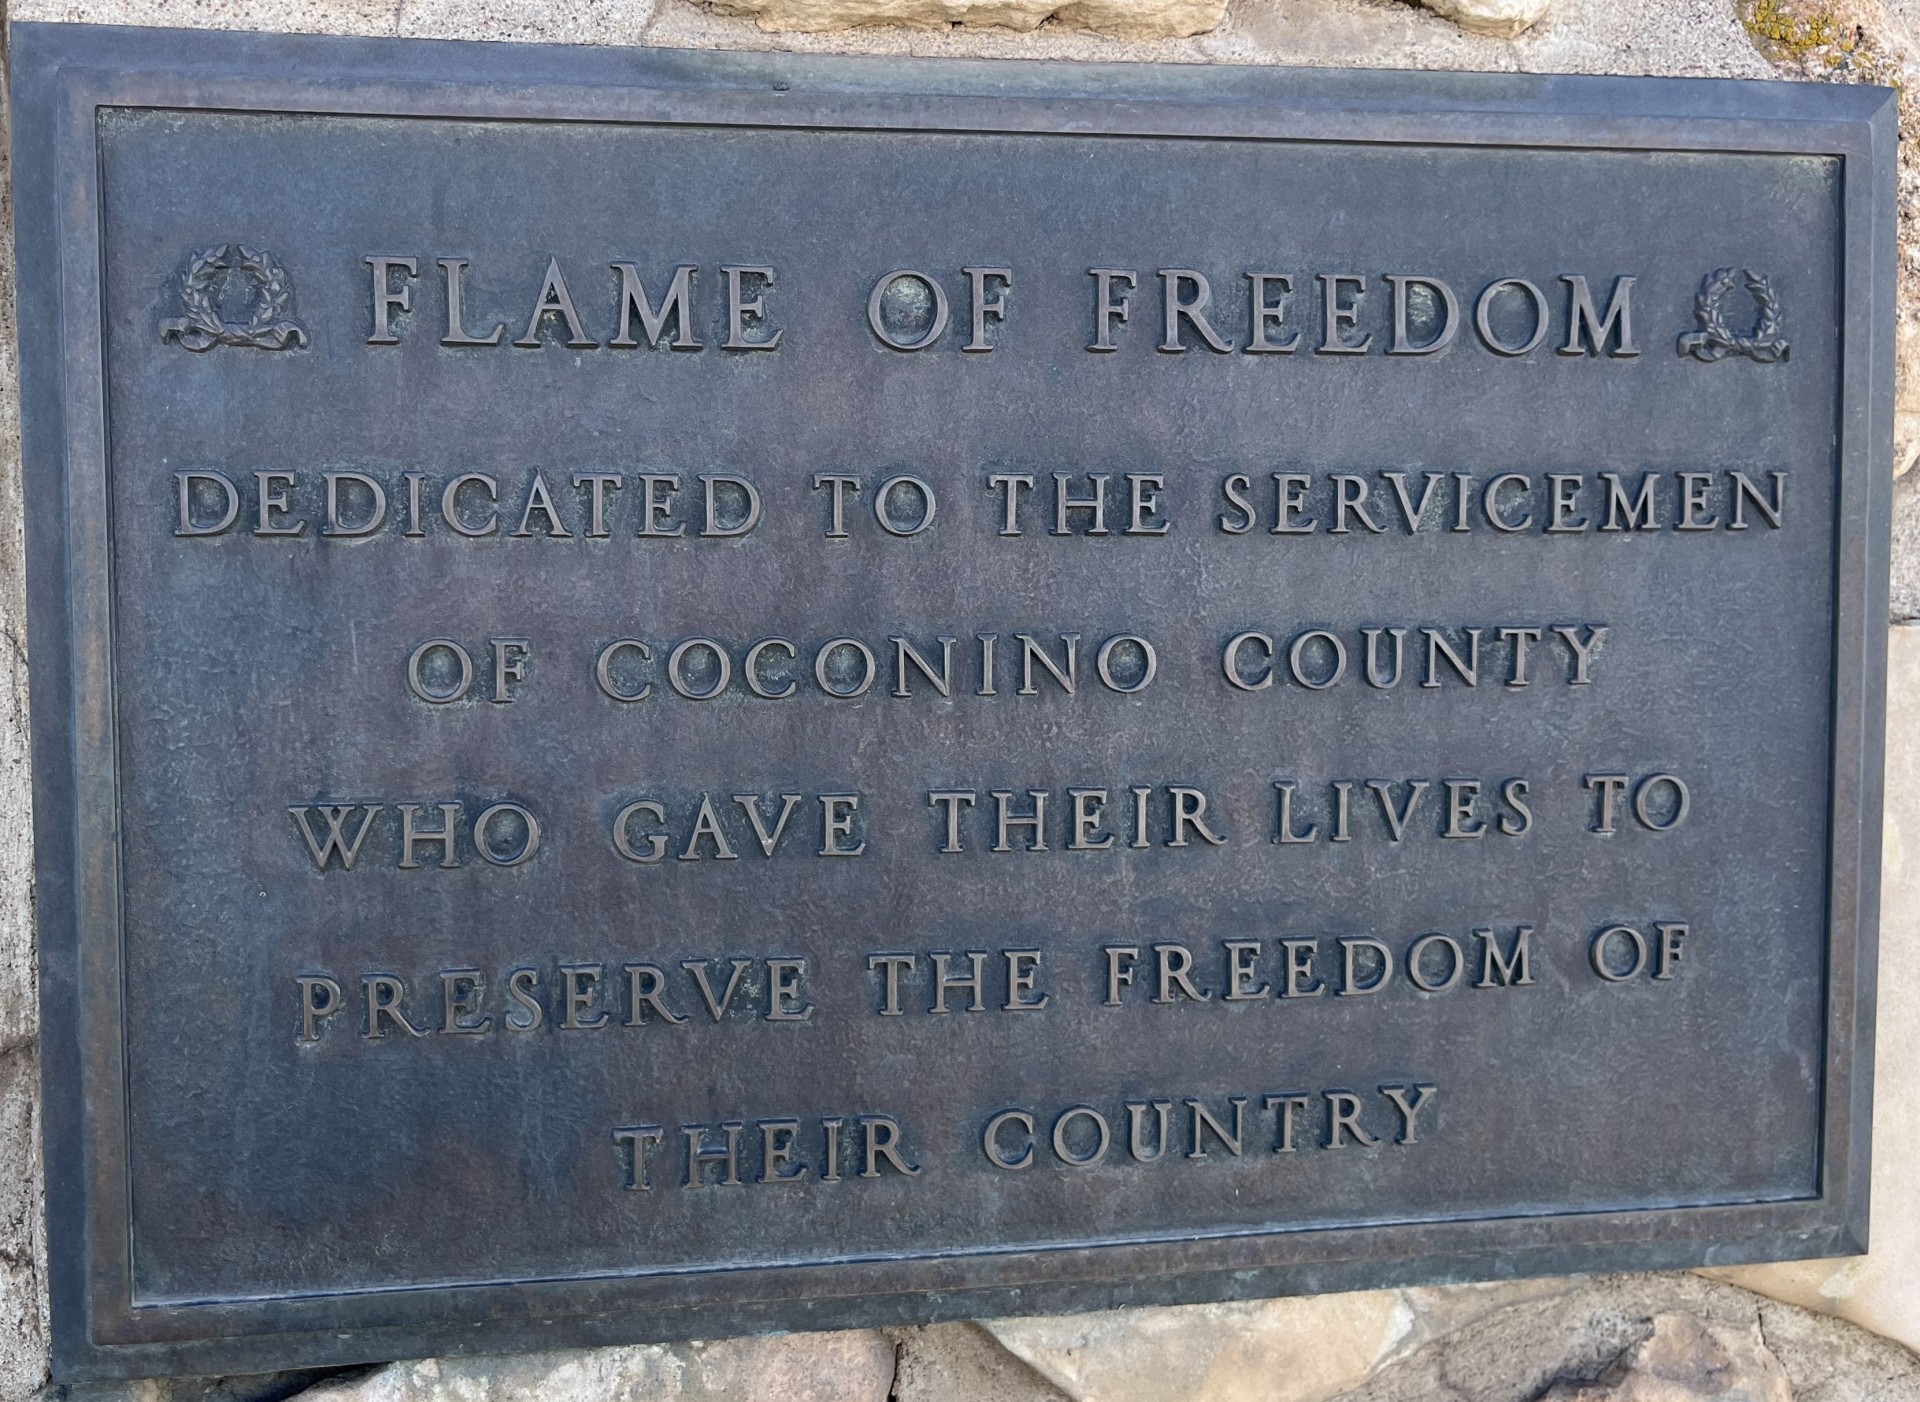 FLAME OF FREEDOM
DEDICATED TO THE SERVICEMEN
OF COCONINO COUNTY
WHO GAVE THEIR LIVES TO
PRESERVE THE FREEDOM OF
THEIR COUNTRY